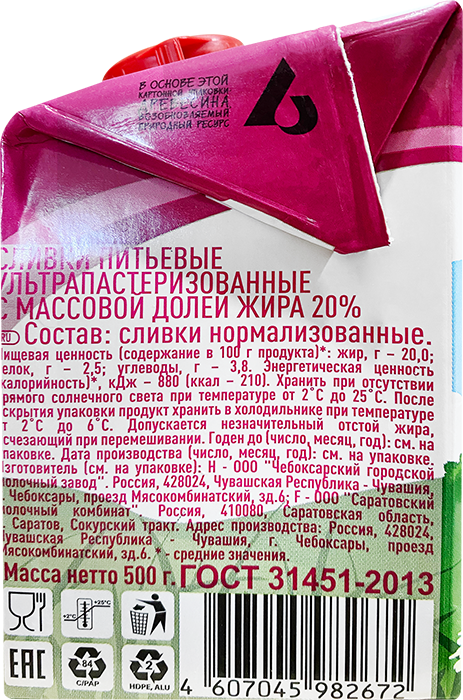 В ОСНОВЕ ЭТОЙ
КАРТОННОЙ УПАКОВКИ
ДРЕВЕСИНА
ВОЗОБНОВЛЯЕМЫЙ
ПРИРОДНЫЙ РЕСУРС
СЛИВКИ ПИТЬЕВЫЕ
УЛЬТРАПАСТЕРИЗОВАННЫЕ
С МАССОВОЙ ДОЛЕЙ ЖИРА 20%
RU Состав: сливки нормализованные.
Пищевая ценность (содержание в 100 г продукта)*: жир, г – 20,0;
белок, г – 2,5; углеводы, г – 3,8. Энергетическая ценность
(калорийность)*, кДж – 880 (ккал – 210). Хранить при отсутствии
прямого солнечного света при температуре от 2°С до 25°С. После
вскрытия упаковки продукт хранить в холодильнике при температуре
от 2°С до 6°С. Допускается незначительный отстой жира,
исчезающий при перемешивании. Годен до (число, месяц, год): см. на
упаковке. Дата производства (число, месяц, год): см. на упаковке.
Изготовитель (см. на упаковке): Н - ООО "Чебоксарский городской
молочный завод". Россия, 428024, Чувашская Республика - Чувашия,
г. Чебоксары, проезд Мясокомбинатский, зд.6; F - ООО "Саратовский
молочный комбинат", Россия, 410080, Саратовская область,
г. Саратов, Сокурский тракт. Адрес производства: Россия, 428024,
Чувашская Республика - Чувашия, г. Чебоксары, проезд
Мясокомбинатский, зд.6. * - средние значения.
Масса нетто 500 г. ГОСТ 31451-2013
+2°C +25°C
EAC 84 C/PAP 2 HDPE, ALU
4 607045 982672